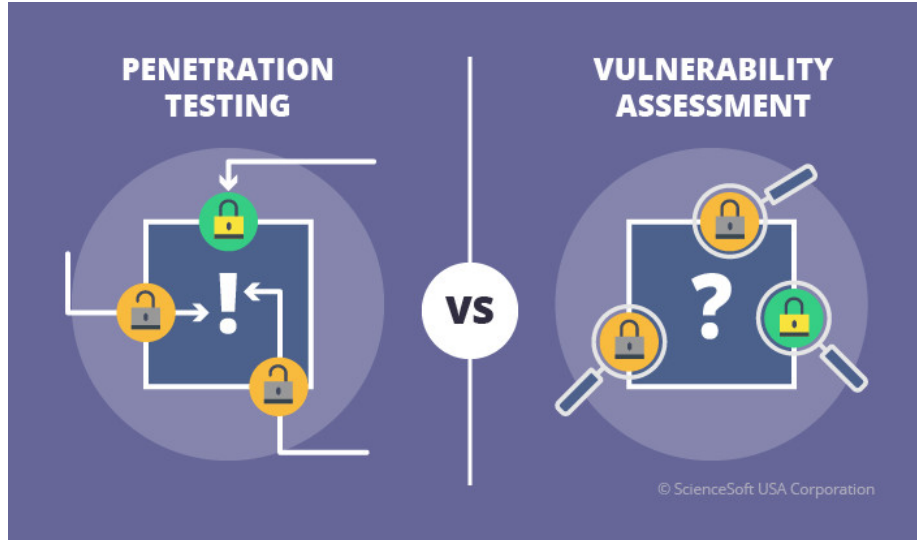 PENETRATION
TESTING
VULNERABILITY
ASSESSMENT
!
VS
?
© ScienceSoft USA Corporation